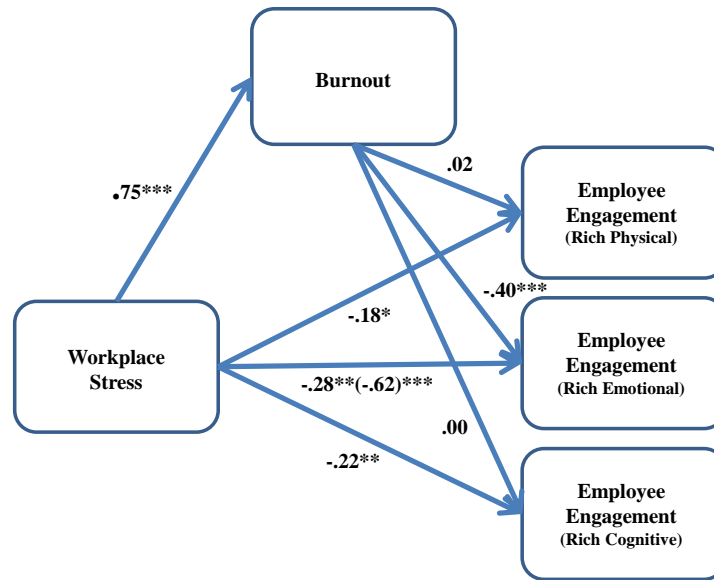 Burnout
.75***
.02
Employee
Engagement
(Rich Physical)
-.18*
-.40***
Workplace
Stress
-.28**(-.62)***
Employee
Engagement
(Rich Emotional)
.00
-.22**
Employee
Engagement
(Rich Cognitive)